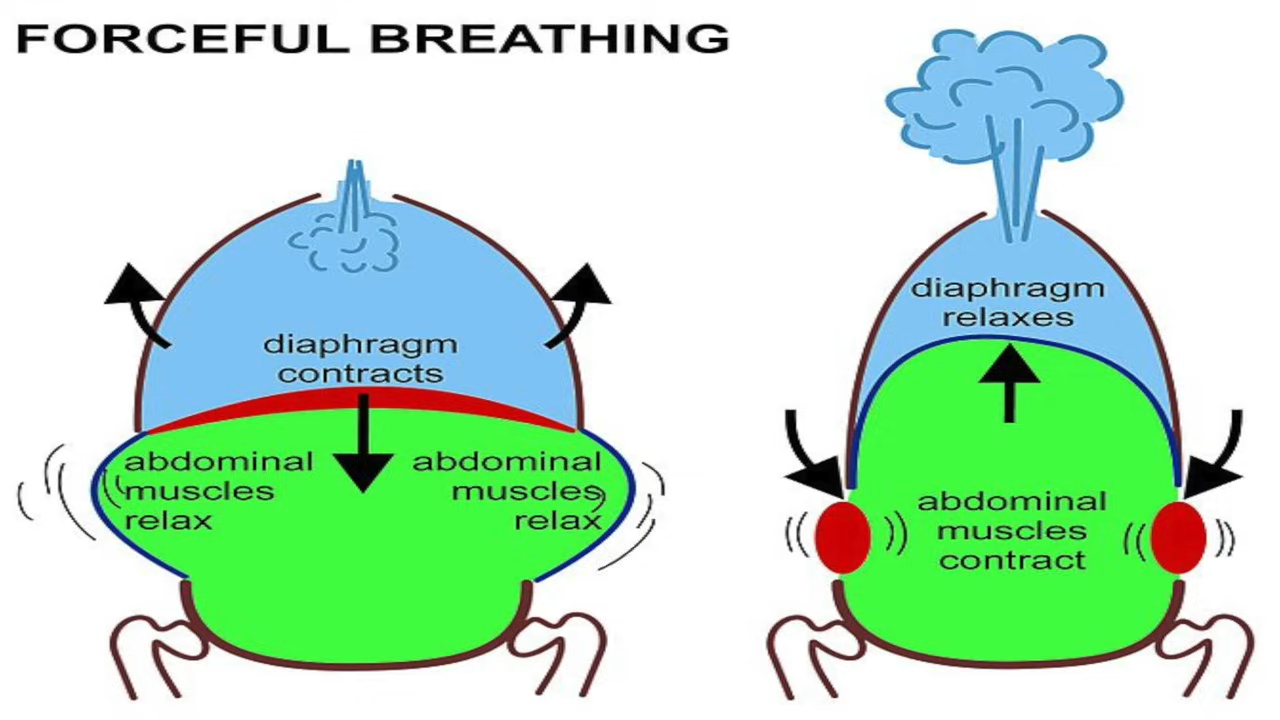 FORCEFUL BREATHING
diaphragm
contracts
abdominal
muscles
relax
abdominal
muscles
relax
diaphragm
relaxes
abdominal
muscles
contract